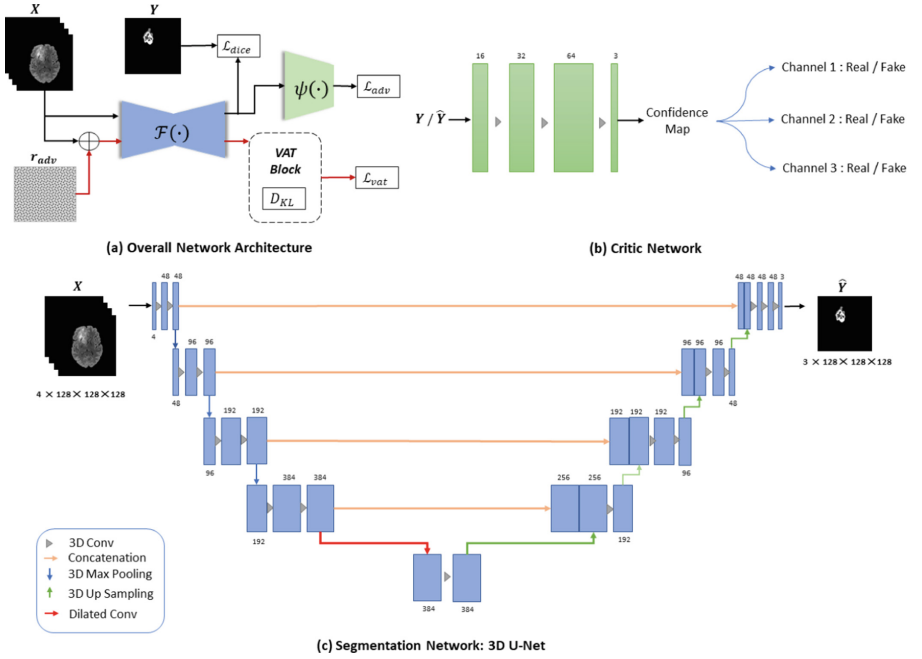 X
Y
ℒ_dice
ψ(·)
ℒ_adv
ℱ(·)
r_adv
VAT
Block
D_KL
ℒ_vat
(a) Overall Network Architecture
16
32
64
3
Y / Ŷ
Confidence
Map
Channel 1 : Real / Fake
Channel 2 : Real / Fake
Channel 3 : Real / Fake
(b) Critic Network
X
4 × 128 × 128 ×128
48 48
4
96 96
48
192 192
96
384 384
192
384 384
256 256
192
192 192 192
96
96 96 96
48
48 48 48 48 3
Ŷ
3 × 128 × 128 × 128
3D Conv
Concatenation
3D Max Pooling
3D Up Sampling
Dilated Conv
(c) Segmentation Network: 3D U-Net